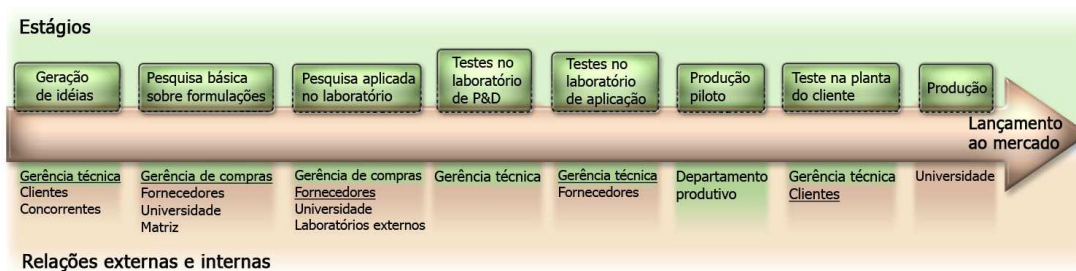 Estágios
Geração
de idéias
Pesquisa básica
sobre formulações
Pesquisa aplicada
no laboratório
Testes no
laboratório
de P&D
Testes no
laboratório
de aplicação
Produção
piloto
Teste na planta
do cliente
Produção
Lançamento
ao mercado
Gerência técnica
Clientes
Concorrentes
Gerência de compras
Fornecedores
Universidade
Matriz
Gerência de compras
Fornecedores
Universidade
Laboratórios externos
Gerência técnica
Gerência técnica
Fornecedores
Departamento
produtivo
Gerência técnica
Clientes
Universidade
Relações externas e internas